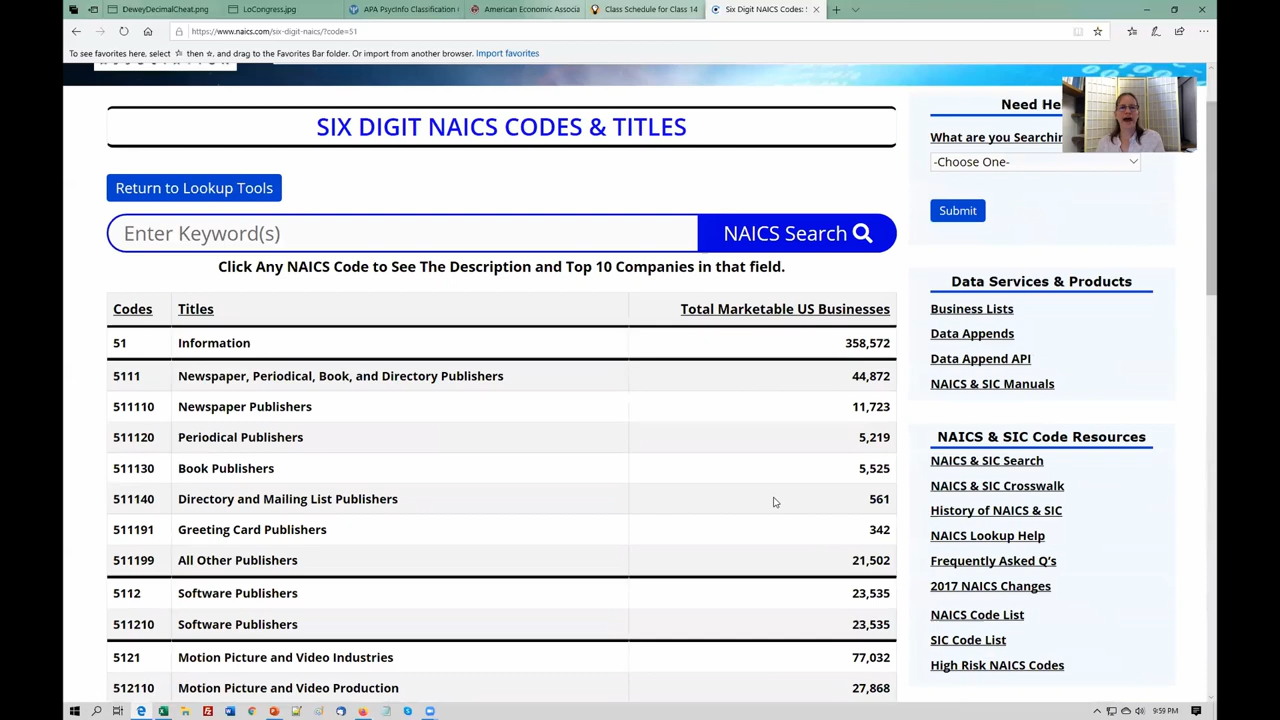 DeweyDecimalCheat.png
LoCongress.jpg
APA PsycInfo Classification
American Economic Associa
Class Schedule for Class 14
Six Digit NAICS Codes:
https://www.naics.com/six-digit-naics/?code=51
To see favorites here, select ☆ then ☆, and drag to the Favorites Bar folder. Or import from another browser. Import favorites
SIX DIGIT NAICS CODES & TITLES
Return to Lookup Tools
Enter Keyword(s)
NAICS Search
Click Any NAICS Code to See The Description and Top 10 Companies in that field.
Codes Titles Total Marketable US Businesses
51 Information 358,572
5111 Newspaper, Periodical, Book, and Directory Publishers 44,872
511110 Newspaper Publishers 11,723
511120 Periodical Publishers 5,219
511130 Book Publishers 5,525
511140 Directory and Mailing List Publishers 561
511191 Greeting Card Publishers 342
511199 All Other Publishers 21,502
5112 Software Publishers 23,535
511210 Software Publishers 23,535
5121 Motion Picture and Video Industries 77,032
512110 Motion Picture and Video Production 27,868
Need He
What are you Searchin
-Choose One-
Submit
Data Services & Products
Business Lists
Data Appends
Data Append API
NAICS & SIC Manuals
NAICS & SIC Code Resources
NAICS & SIC Search
NAICS & SIC Crosswalk
History of NAICS & SIC
NAICS Lookup Help
Frequently Asked Q's
2017 NAICS Changes
NAICS Code List
SIC Code List
High Risk NAICS Codes
9:59 PM